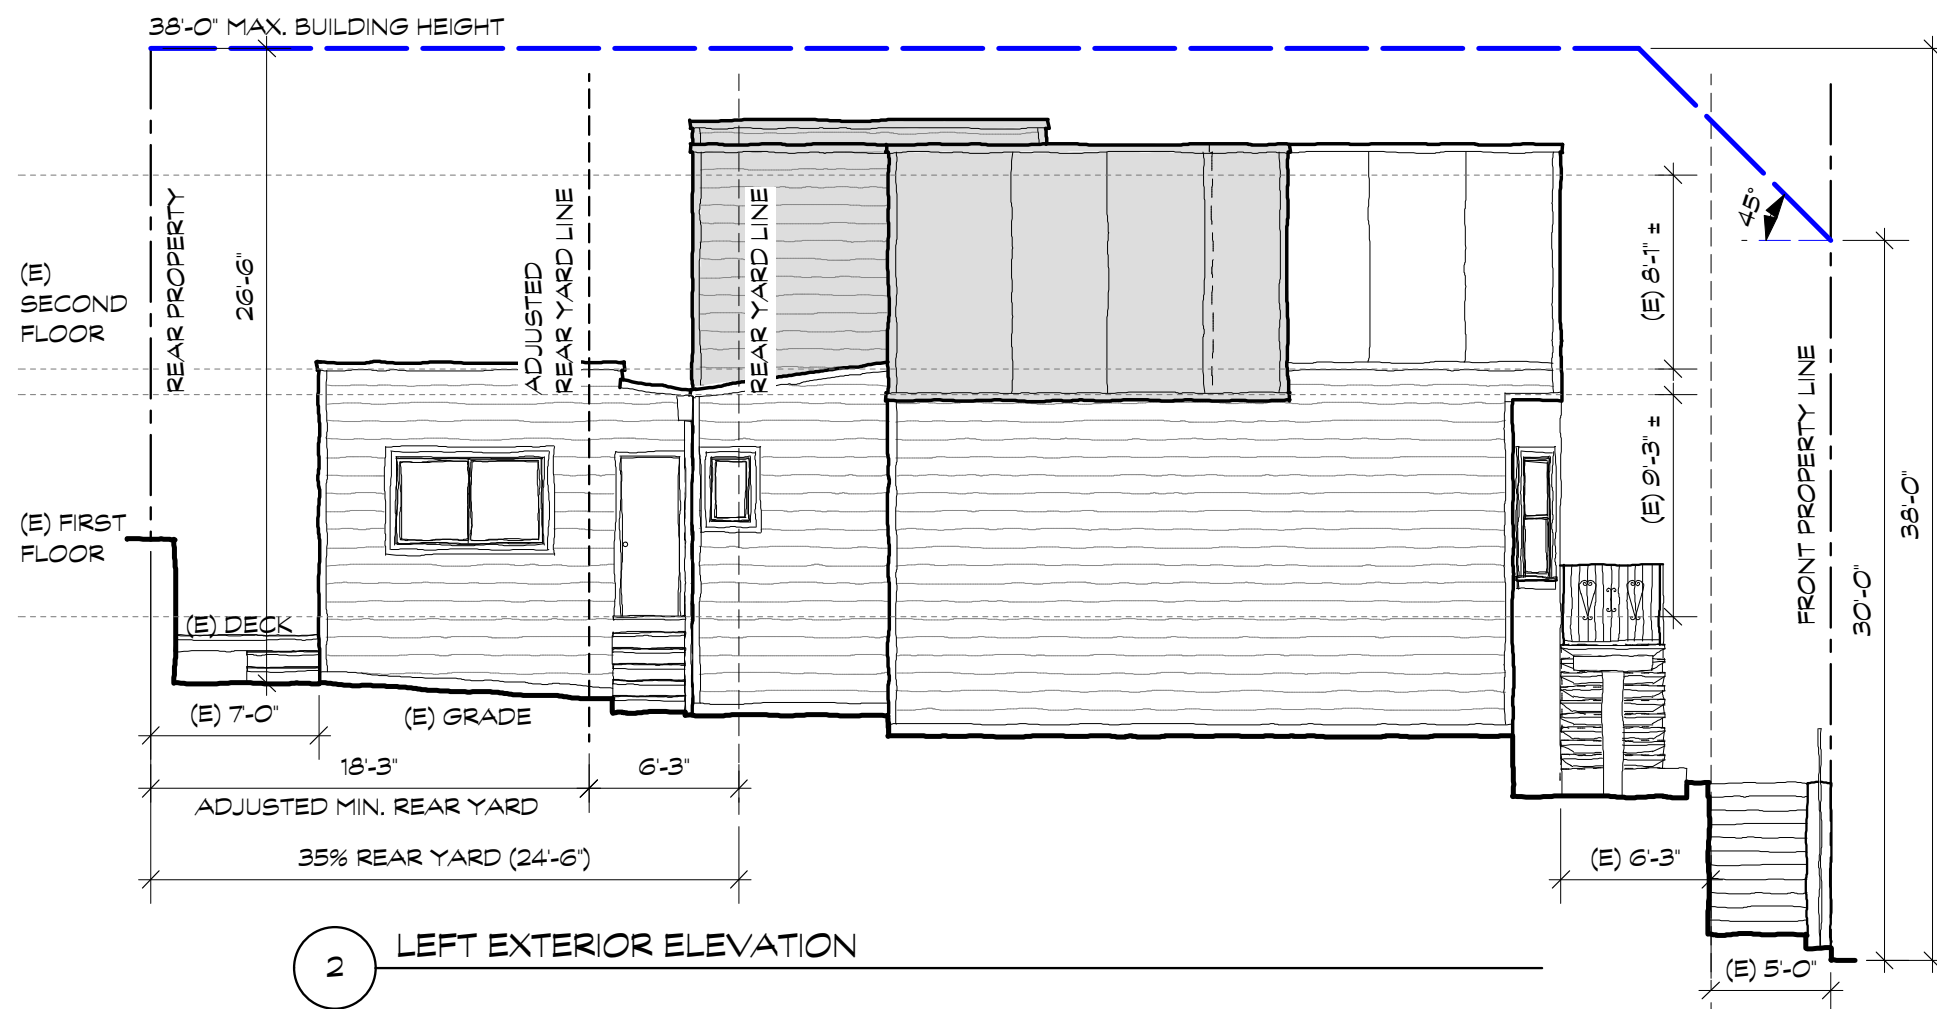 38'-0" MAX. BUILDING HEIGHT
45°
REAR PROPERTY
26'-6"
ADJUSTED
REAR YARD LINE
REAR YARD LINE
(E) 8'-1" ±
(E)
SECOND
FLOOR
FRONT PROPERTY LINE
(E) 9'-3" ±
38'-0"
30'-0"
(E) FIRST
FLOOR
(E) DECK
(E) 7'-0"
(E) GRADE
18'-3"
6'-3"
ADJUSTED MIN. REAR YARD
35% REAR YARD (24'-6")
(E) 6'-3"
(E) 5'-0"
2
LEFT EXTERIOR ELEVATION